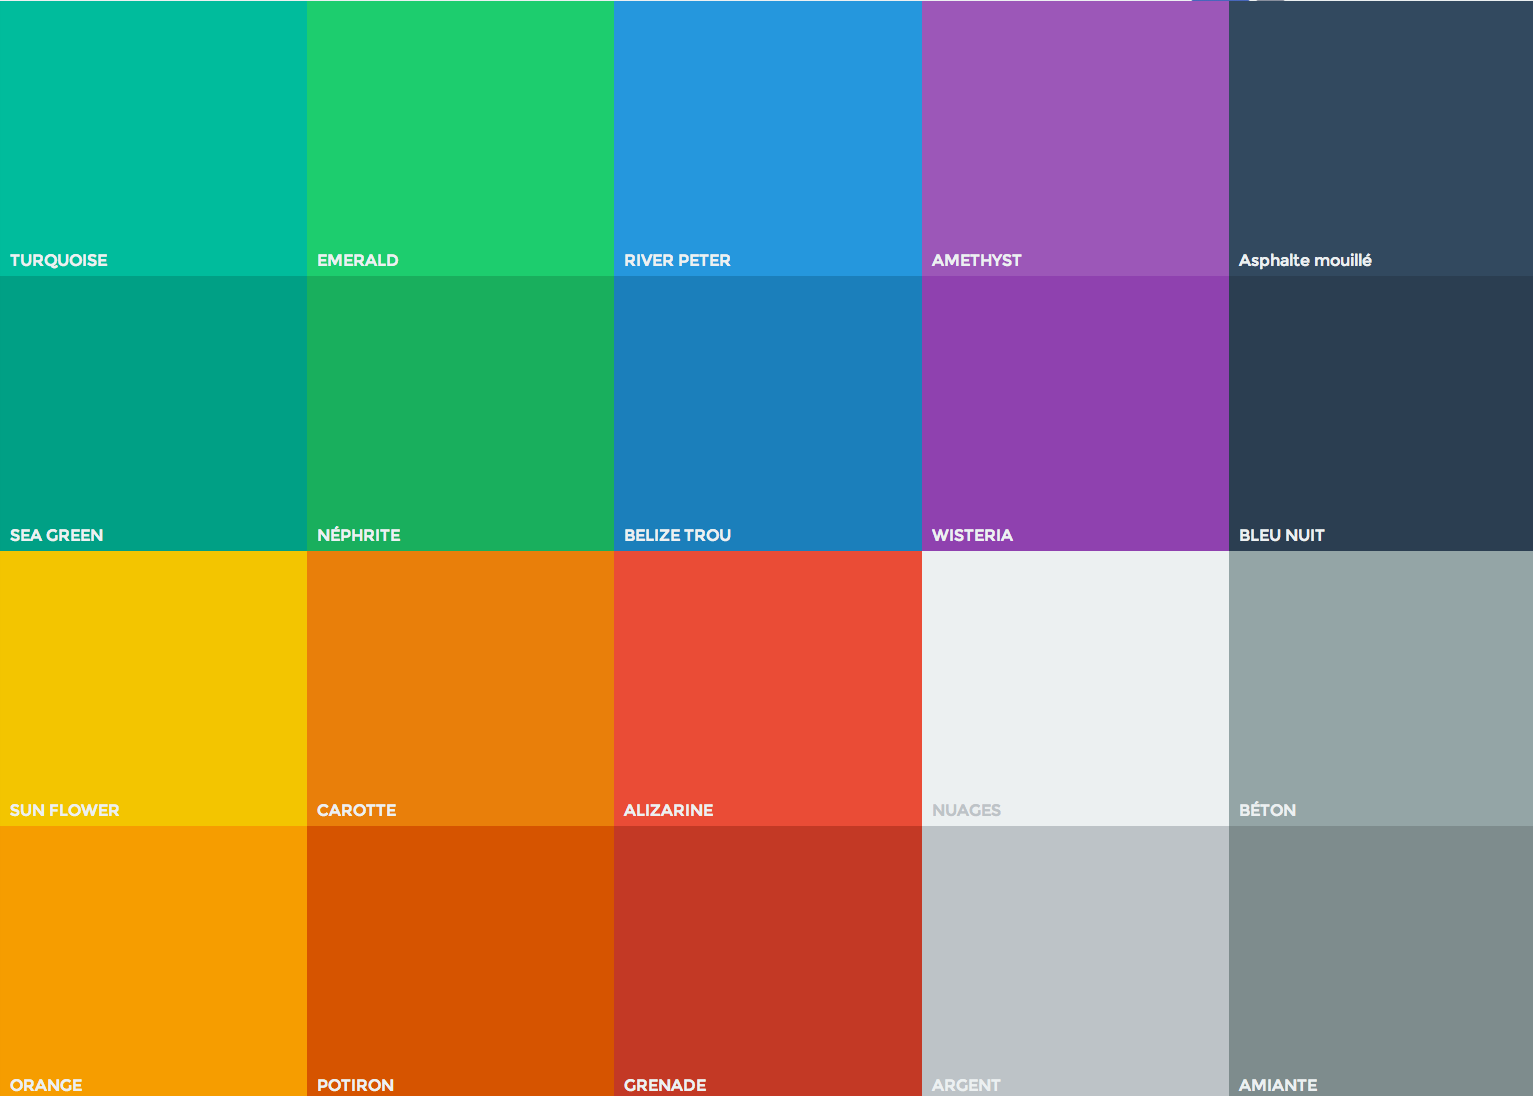 TURQUOISE
EMERALD
RIVER PETER
AMETHYST
Asphalte mouillé
SEA GREEN
NÉPHRITE
BELIZE TROU
WISTERIA
BLEU NUIT
SUN FLOWER
CAROTTE
ALIZARINE
NUAGES
BÉTON
ORANGE
POTIRON
GRENADE
ARGENT
AMIANTE